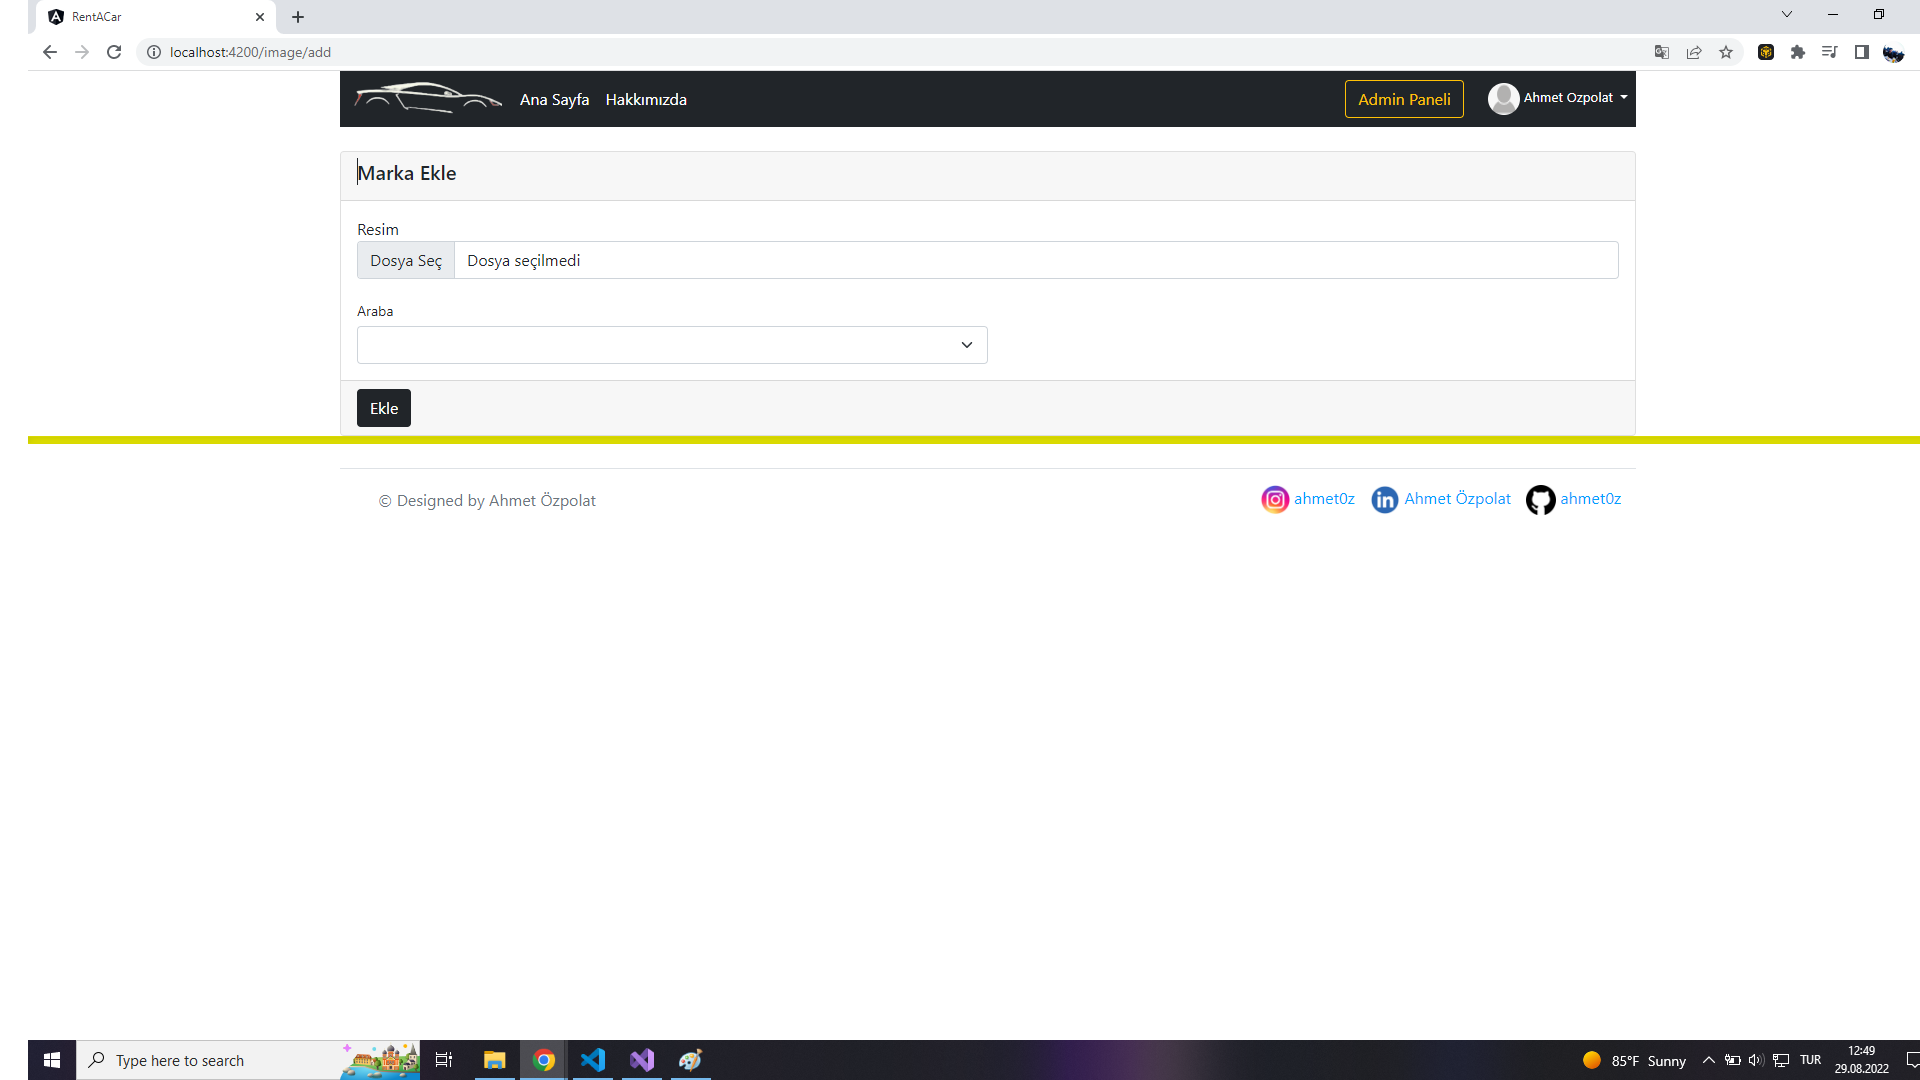 RentACar
localhost:4200/image/add
Ana Sayfa Hakkımızda Admin Paneli Ahmet Ozpolat
Marka Ekle
Resim
Dosya Seç Dosya seçilmedi
Araba
Ekle
© Designed by Ahmet Özpolat ahmet0z Ahmet Özpolat ahmet0z
Type here to search 85°F Sunny TUR 12:49
29.08.2022